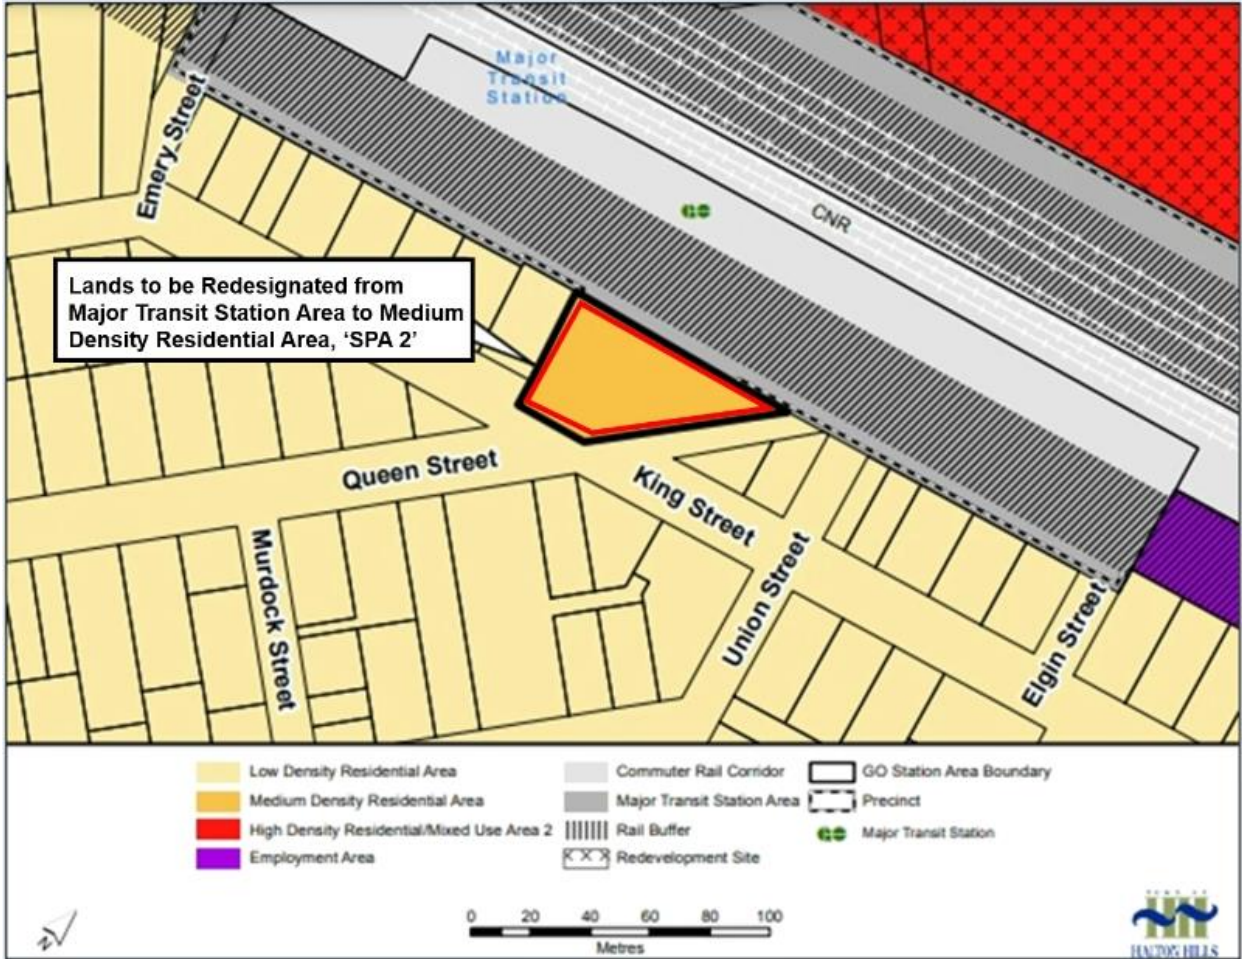 Major
Transit
Station
Emery Street
CNR
Lands to be Redesignated from
Major Transit Station Area to Medium
Density Residential Area, ‘SPA 2’
Queen Street
King Street
Murdock Street
Union Street
Elgin Street
Low Density Residential Area
Medium Density Residential Area
High Density Residential/Mixed Use Area 2
Employment Area
Commuter Rail Corridor
Major Transit Station Area
Rail Buffer
Redevelopment Site
GO Station Area Boundary
Precinct
GO
Major Transit Station
N
0 20 40 60 80 100
Metres
TOWN OF
HALTON HILLS